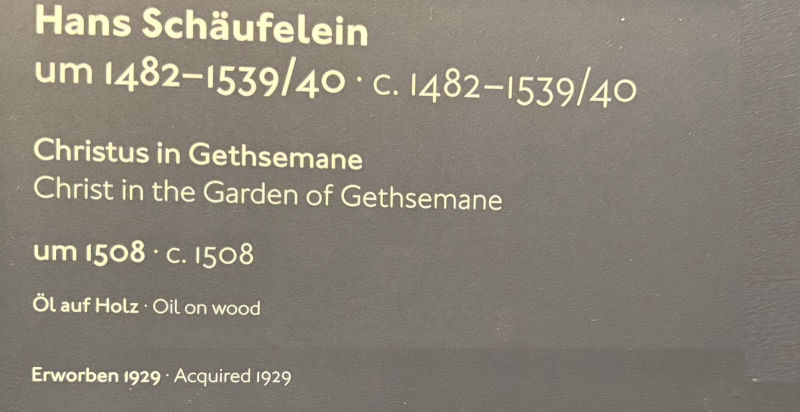 Hans Schäufelein
um 1482–1539/40 · c. 1482–1539/40
Christus in Gethsemane
Christ in the Garden of Gethsemane
um 1508 · c. 1508
Öl auf Holz · Oil on wood
Erworben 1929 · Acquired 1929